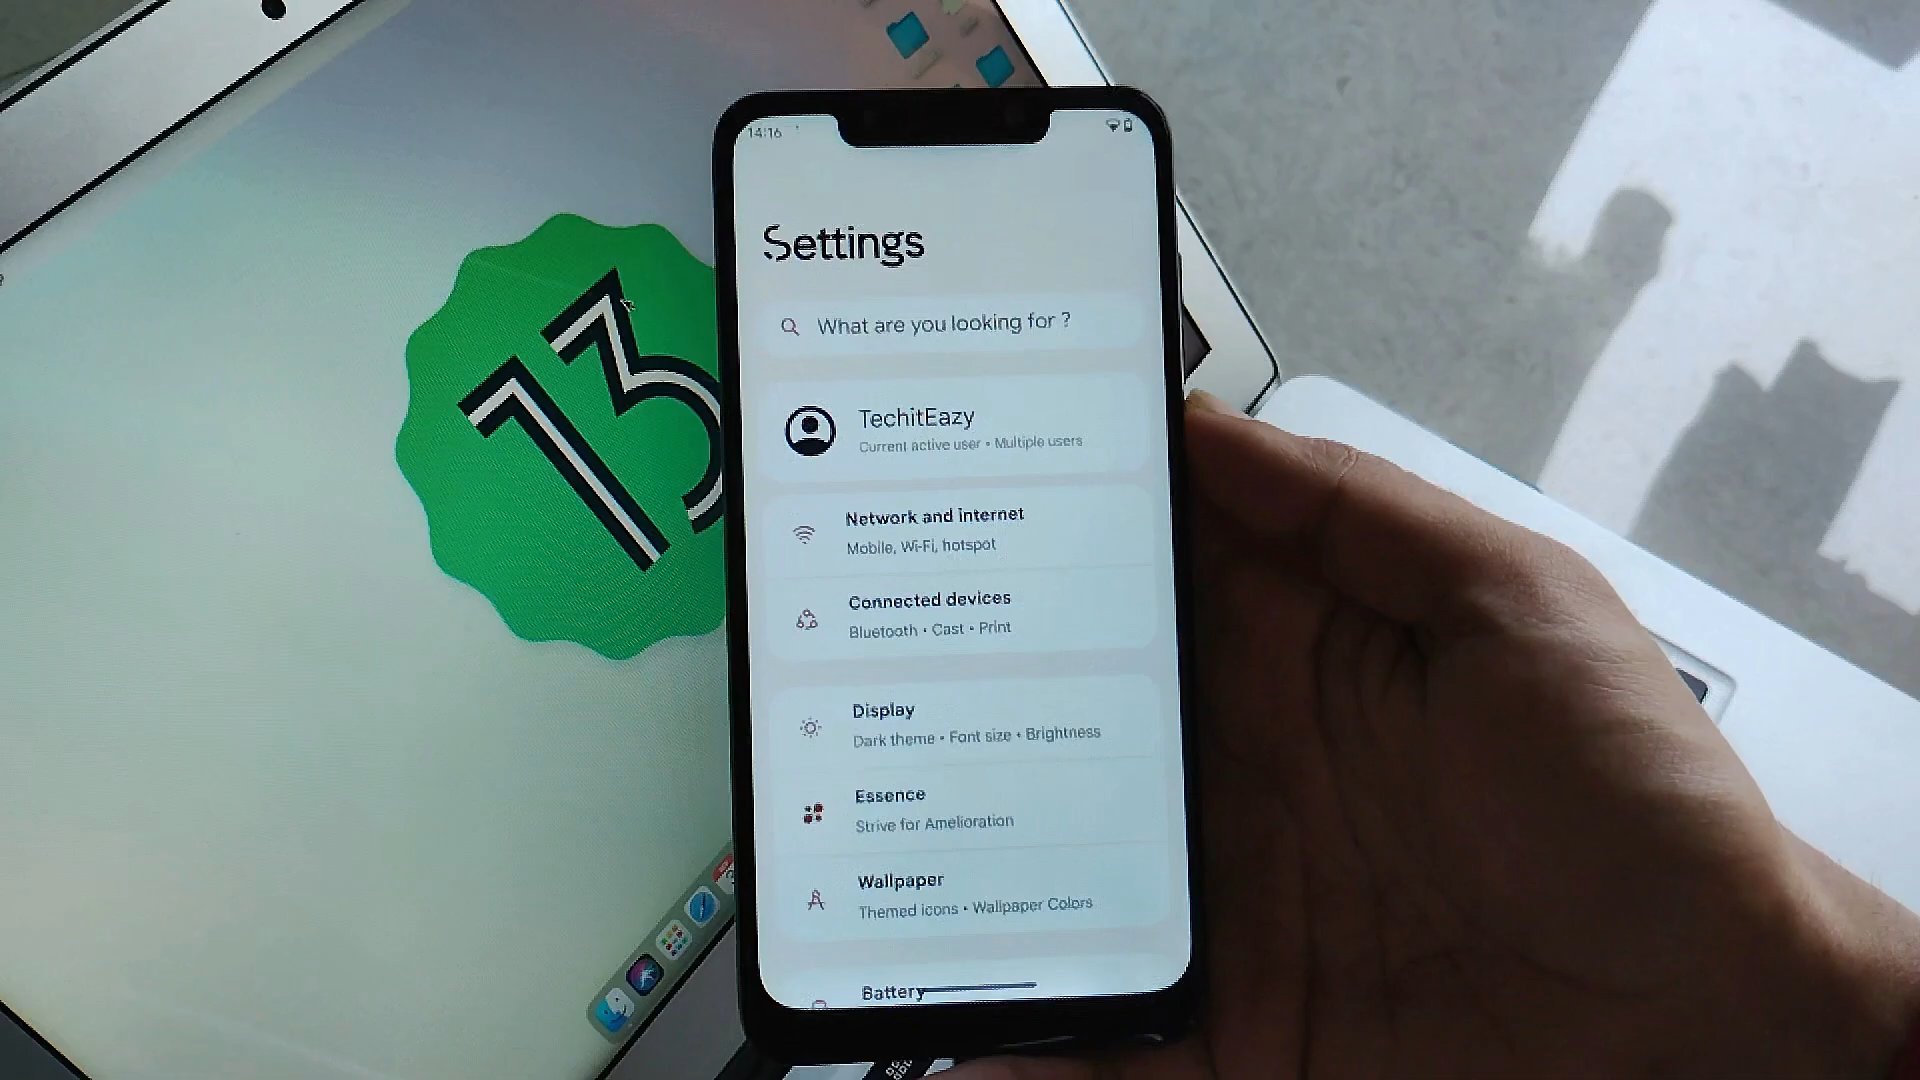 13
14:16
Settings
What are you looking for ?
TechitEazy
Current active user • Multiple users
Network and internet
Mobile, Wi-Fi, hotspot
Connected devices
Bluetooth • Cast • Print
Display
Dark theme • Font size • Brightness
Essence
Strive for Amelioration
Wallpaper
Themed icons • Wallpaper Colors
Battery